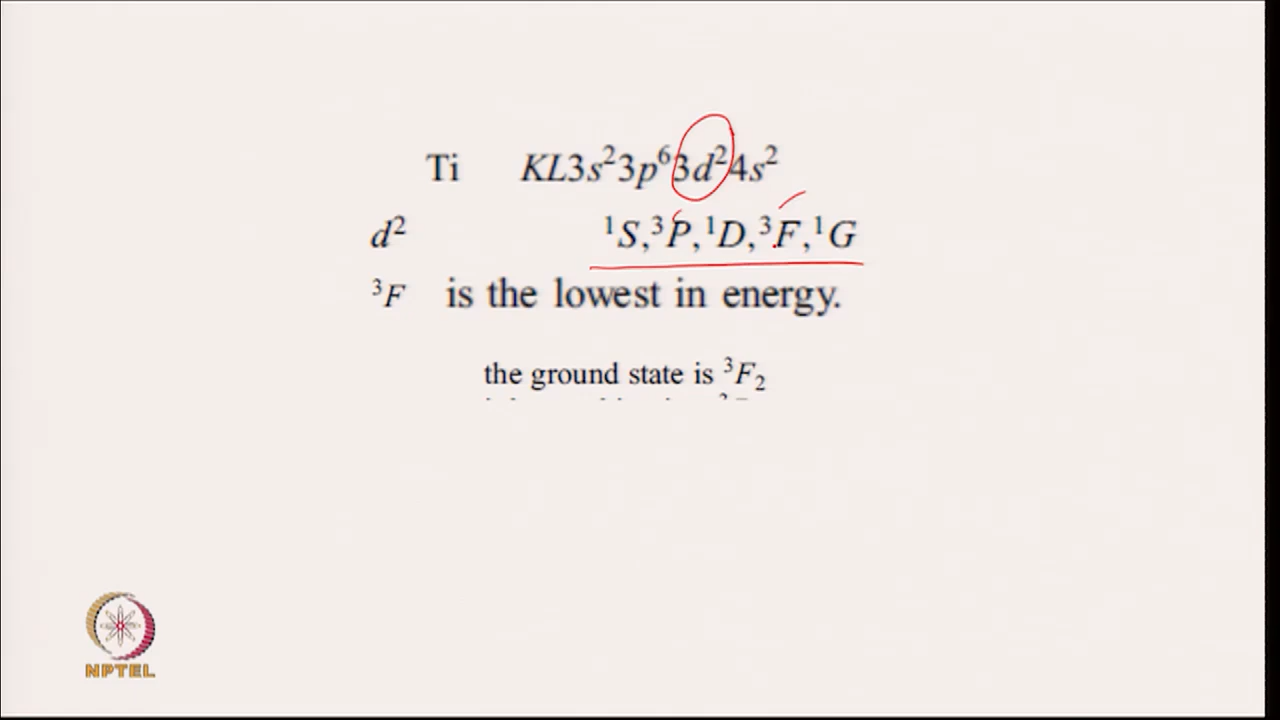 Ti KL3s²3p⁶3d²4s²
d² ¹S,³P,¹D,³F,¹G
³F is the lowest in energy.
the ground state is ³F₂
NPTEL